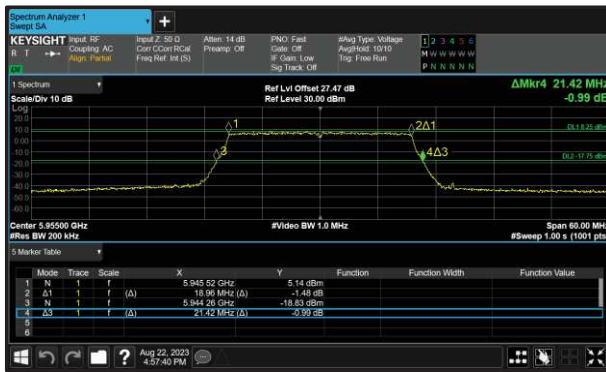 Spectrum Analyzer 1
Swept SA
+
KEYSIGHT Input: RF Input Z: 50 Ω Atten: 14 dB PNO: Fast #Avg Type: Voltage 1 2 3 4 5 6
R T Coupling: AC Corr CCorr RCal Preamp: Off Gate: Off Avg|Hold: 10/10 M W W W W W
Align: Partial Freq Ref: Int (S) IF Gain: Low Trig: Free Run
Sig Track: Off P N N N N N
1 Spectrum Ref Lvl Offset 27.47 dB ΔMkr4 21.42 MHz
Scale/Div 10 dB Ref Level 30.00 dBm -0.99 dB
Log
20.0
10.0
0.00
-10.0
-20.0
-30.0
-40.0
-50.0
-60.0
1
2Δ1
3
4Δ3
DL1 8.25 dBm
DL2 -17.75 dBm
Center 5.95500 GHz #Video BW 1.0 MHz Span 60.00 MHz
#Res BW 200 kHz #Sweep 1.00 s (1001 pts)
5 Marker Table
Mode Trace Scale X Y Function Function Width Function Value
1 N 1 f 5.945 52 GHz 5.14 dBm
2 Δ1 1 f (Δ) 18.96 MHz (Δ) -1.48 dB
3 N 1 f 5.944 26 GHz -18.83 dBm
4 Δ3 1 f (Δ) 21.42 MHz (Δ) -0.99 dB
5
6
? Aug 22, 2023
4:57:40 PM